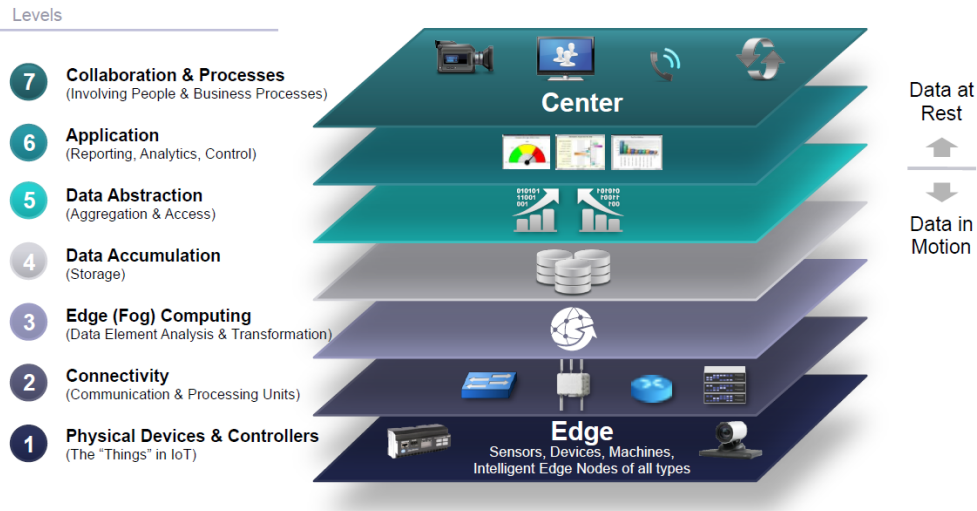 Levels
7
Collaboration & Processes
(Involving People & Business Processes)
6
Application
(Reporting, Analytics, Control)
5
Data Abstraction
(Aggregation & Access)
4
Data Accumulation
(Storage)
3
Edge (Fog) Computing
(Data Element Analysis & Transformation)
2
Connectivity
(Communication & Processing Units)
1
Physical Devices & Controllers
(The “Things” in IoT)
Center
010101
11001
001
Edge
Sensors, Devices, Machines,
Intelligent Edge Nodes of all types
Data at
Rest
Data in
Motion